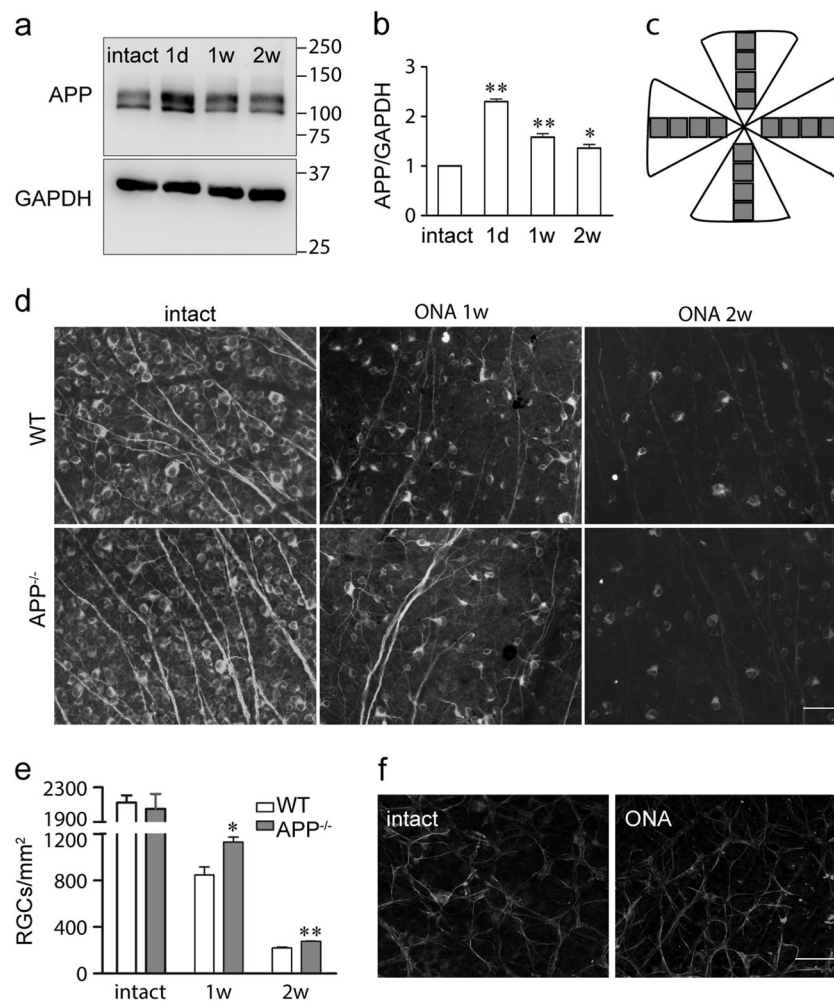 a
intact 1d 1w 2w
APP
250
150
100
75
GAPDH
37
25
b
APP/GAPDH
3
2
1
0
** ** *
intact 1d 1w 2w
c
d
intact ONA 1w ONA 2w
WT
APP-/-
e
RGCs/mm²
2300
1900
1200
800
400
0
WT
APP-/-
* **
intact 1w 2w
f
intact ONA